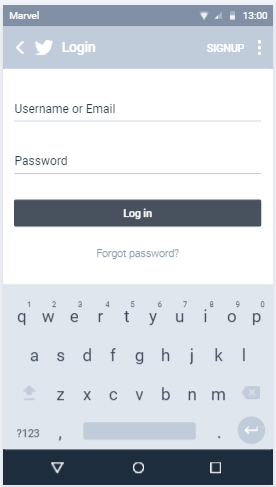 Marvel 13:00
Login SIGNUP
Username or Email
Password
Log in
Forgot password?
1 2 3 4 5 6 7 8 9 0
q w e r t y u i o p
a s d f g h j k l
z x c v b n m
?123 , .